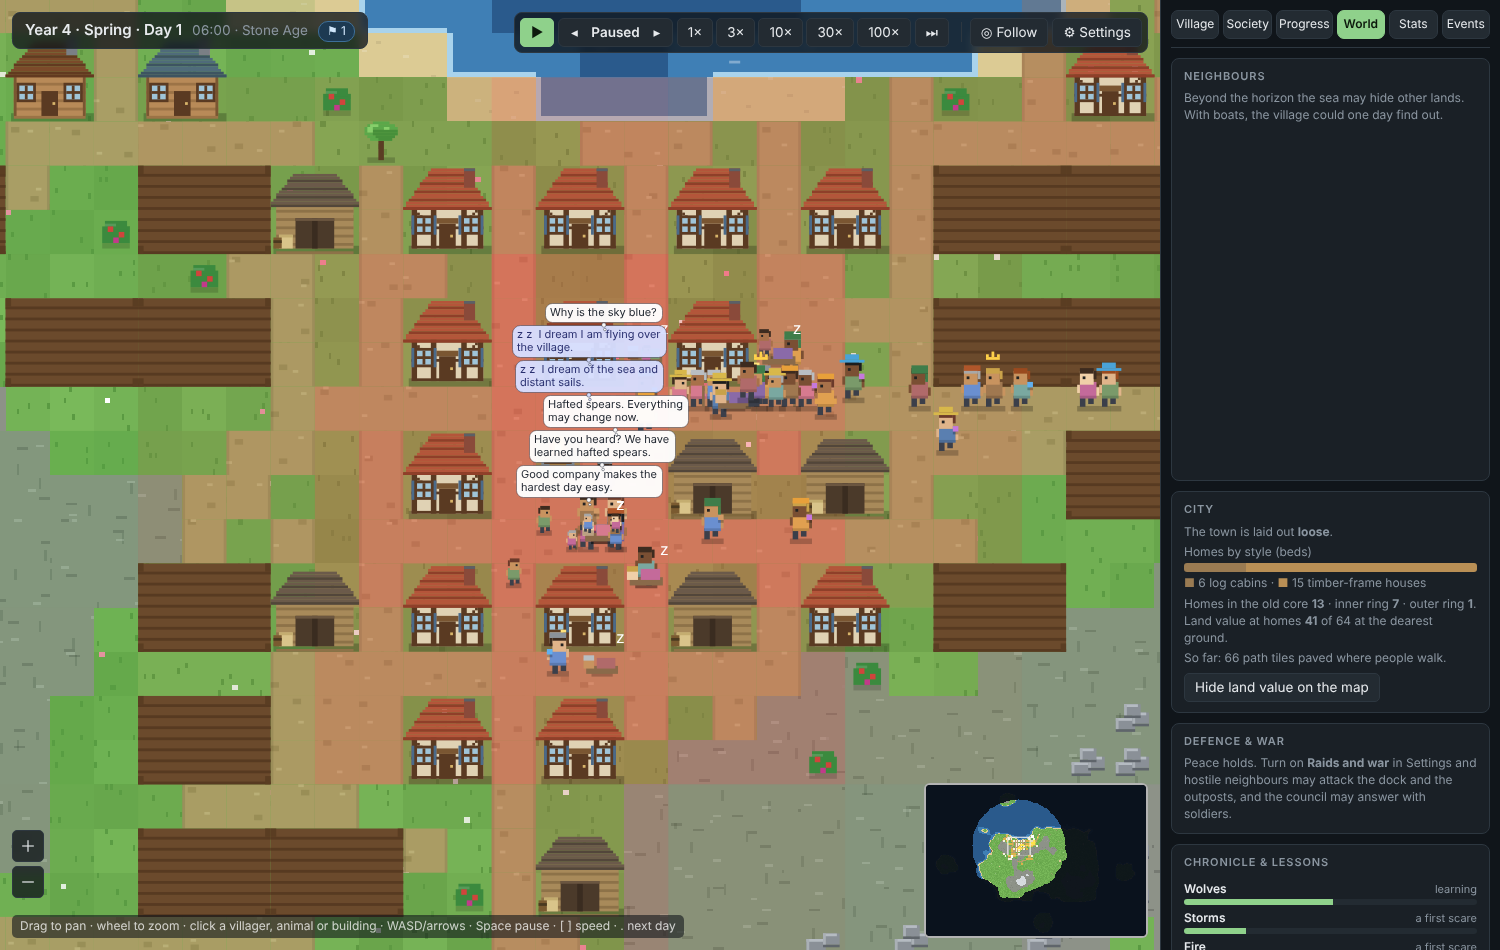 Year 4 · Spring · Day 1 06:00 · Stone Age ⚑ 1
▶ ◂ Paused ▸ 1× 3× 10× 30× 100× ⏭ ◎ Follow ⚙ Settings
Village Society Progress World Stats Events
NEIGHBOURS
Beyond the horizon the sea may hide other lands.
With boats, the village could one day find out.
Why is the sky blue?
z z I dream I am flying over
the village.
z z I dream of the sea and
distant sails.
Hafted spears. Everything
may change now.
Have you heard? We have
learned hafted spears.
Good company makes the
hardest day easy.
z
z
z
z
z
CITY
The town is laid out loose.
Homes by style (beds)
■ 6 log cabins · ■ 15 timber-frame houses
Homes in the old core 13 · inner ring 7 · outer ring 1.
Land value at homes 41 of 64 at the dearest
ground.
So far: 66 path tiles paved where people walk.
Hide land value on the map
DEFENCE & WAR
Peace holds. Turn on Raids and war in Settings and
hostile neighbours may attack the dock and the
outposts, and the council may answer with
soldiers.
CHRONICLE & LESSONS
Wolves learning
Storms a first scare
Fire a first scare
+
−
Drag to pan · wheel to zoom · click a villager, animal or building · WASD/arrows · Space pause · [ ] speed · . next day